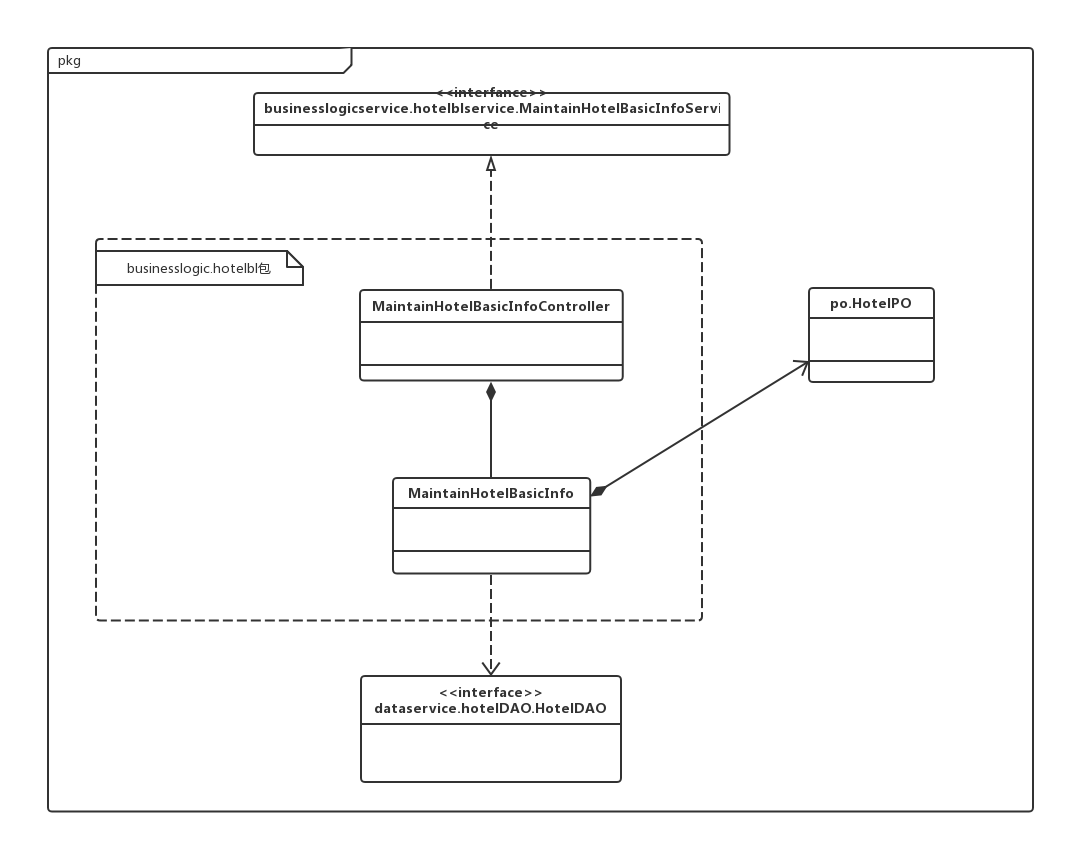 pkg
<<interfance>>
businesslogicservice.hotelblservice.MaintainHotelBasicInfoServi
ce
businesslogic.hotelbl包
MaintainHotelBasicInfoController
po.HotelPO
MaintainHotelBasicInfo
<<interface>>
dataservice.hotelDAO.HotelDAO